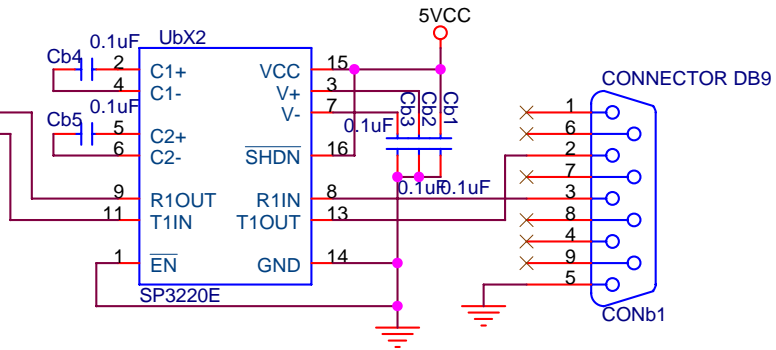 5VCC
UbX2
0.1uF
Cb4
2
C1+
VCC
15
CONNECTOR DB9
4
C1-
V+
3
0.1uF
V-
7
Cb3
Cb2
Cb1
1
Cb5
5
C2+
0.1uF
6
6
C2-
SHDN
16
2
7
0.1uF
0.1uF
9
R1OUT
R1IN
8
3
11
T1IN
T1OUT
13
8
4
1
EN
GND
14
9
5
SP3220E
CONb1